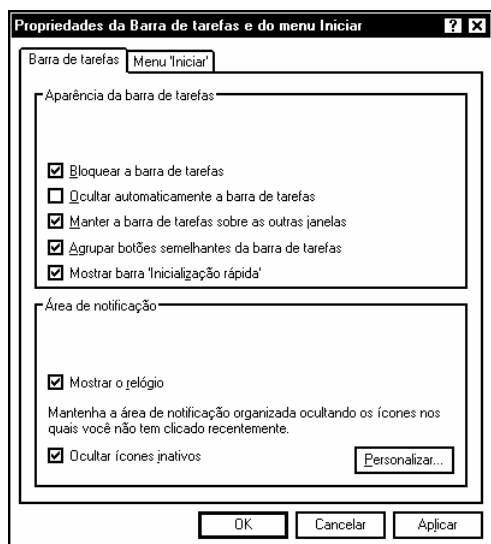 Propriedades da Barra de tarefas e do menu Iniciar
Barra de tarefas Menu 'Iniciar'
Aparência da barra de tarefas
Bloquear a barra de tarefas
Ocultar automaticamente a barra de tarefas
Manter a barra de tarefas sobre as outras janelas
Agrupar botões semelhantes da barra de tarefas
Mostrar barra 'Inicialização rápida'
Área de notificação
Mostrar o relógio
Mantenha a área de notificação organizada ocultando os ícones nos
quais você não tem clicado recentemente.
Ocultar ícones inativos Personalizar...
OK Cancelar Aplicar